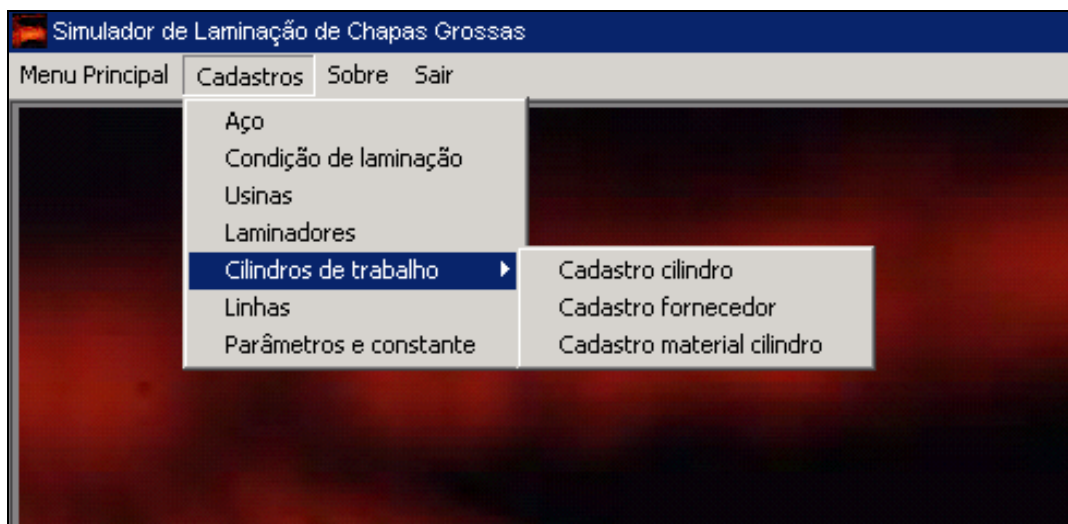 Simulador de Laminação de Chapas Grossas
Menu Principal Cadastros Sobre Sair
Aço
Condição de laminação
Usinas
Laminadores
Cilindros de trabalho Cadastro cilindro
Linhas Cadastro fornecedor
Parâmetros e constante Cadastro material cilindro